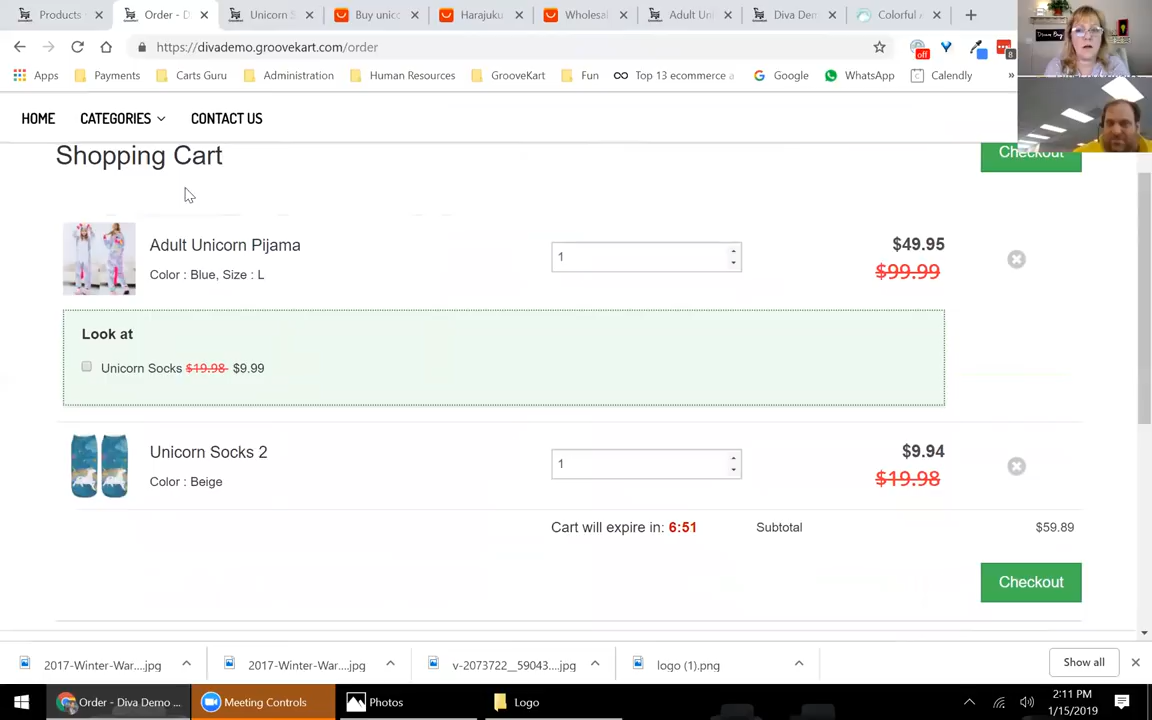 Products
Order - D
Unicorn S
Buy unic
Harajuku
Wholesal
Adult Un
Diva Dem
Colorful
https://divademo.groovekart.com/order
off
8
Apps
Payments
Carts Guru
Administration
Human Resources
GrooveKart
Fun
Top 13 ecommerce a
Google
WhatsApp
Calendly
»
HOME
CATEGORIES
CONTACT US
Shopping Cart
Checkout
Adult Unicorn Pijama
Color : Blue, Size : L
1
$49.95
$99.99
Look at
Unicorn Socks $19.98 $9.99
Unicorn Socks 2
Color : Beige
1
$9.94
$19.98
Cart will expire in: 6:51
Subtotal
$59.89
Checkout
2017-Winter-War....jpg
2017-Winter-War....jpg
v-2073722__59043....jpg
logo (1).png
Show all
Order - Diva Demo ...
Meeting Controls
Photos
Logo
2:11 PM
1/15/2019